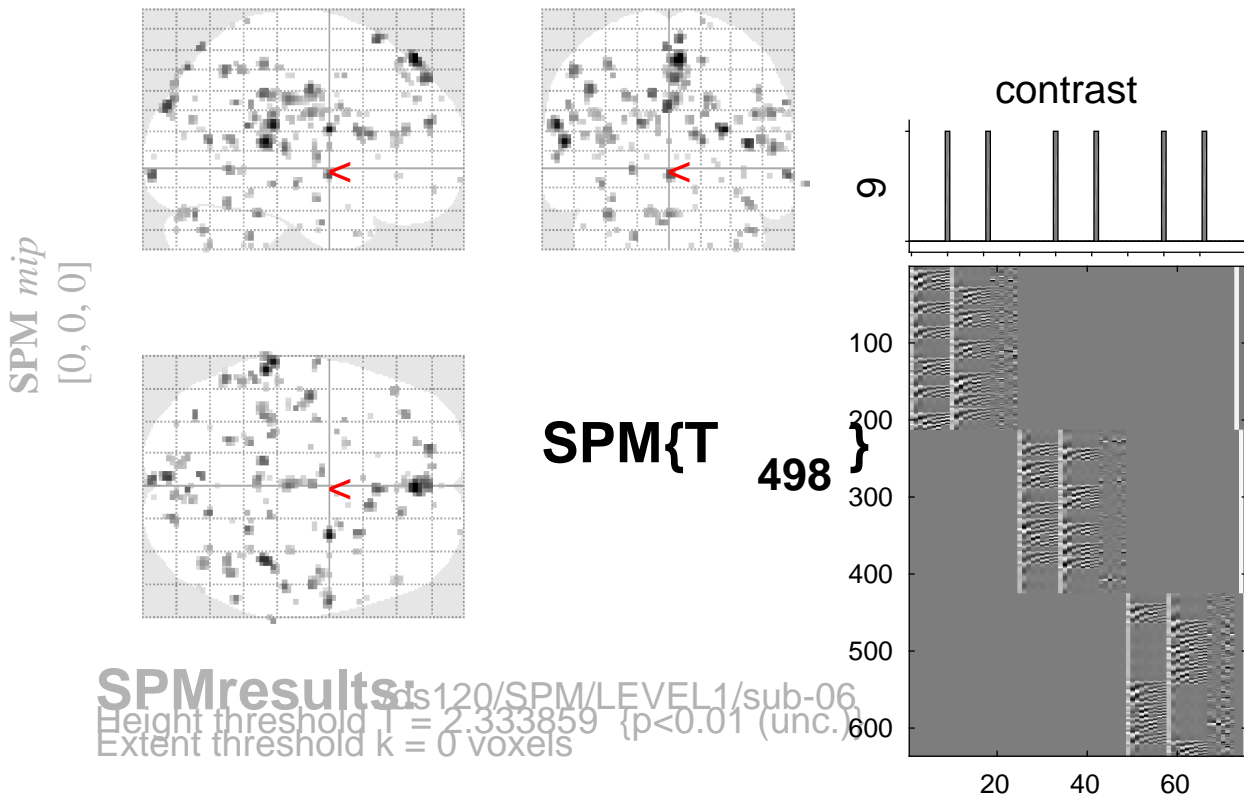 SPM mip
[0, 0, 0]
<
<
<
SPM{T 498 }
contrast
9
100
200
300
400
500
600
20 40 60
SPMresults: /ds120/SPM/LEVEL1/sub-06
Height threshold T = 2.333859 {p<0.01 (unc.)}
Extent threshold k = 0 voxels